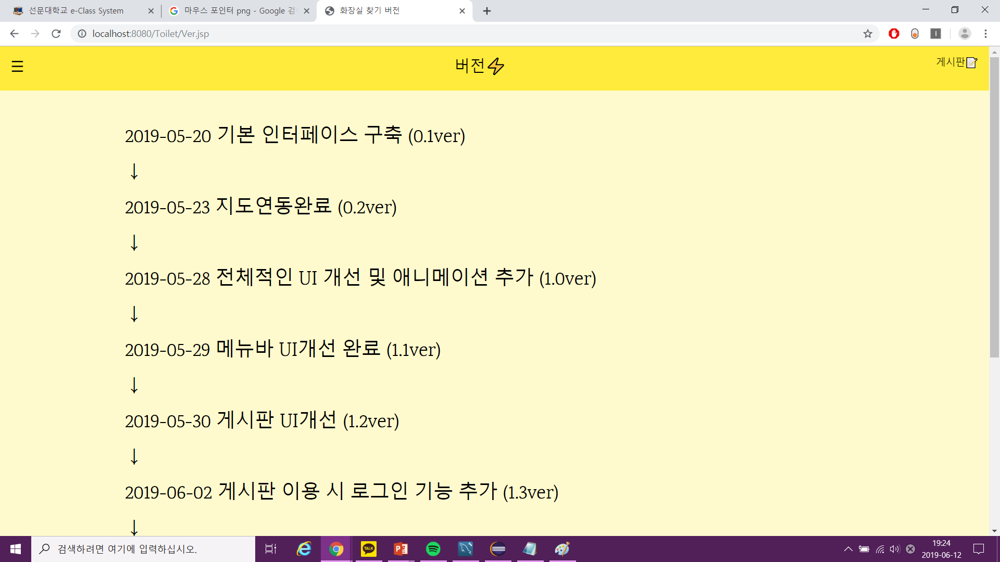 선문대학교 e-Class System
마우스 포인터 png - Google 검
화장실 찾기 버전
localhost:8080/Toilet/Ver.jsp
버전⚡
게시판📝
2019-05-20 기본 인터페이스 구축 (0.1ver)
↓
2019-05-23 지도연동완료 (0.2ver)
↓
2019-05-28 전체적인 UI 개선 및 애니메이션 추가 (1.0ver)
↓
2019-05-29 메뉴바 UI개선 완료 (1.1ver)
↓
2019-05-30 게시판 UI개선 (1.2ver)
↓
2019-06-02 게시판 이용 시 로그인 기능 추가 (1.3ver)
↓
검색하려면 여기에 입력하십시오.
TALK
19:24
2019-06-12